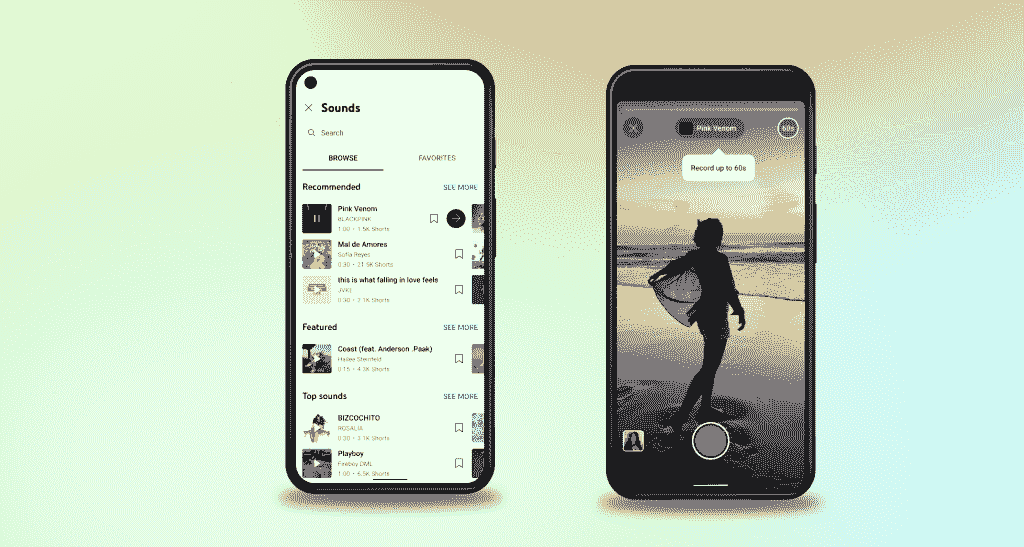 Sounds
Search
BROWSE FAVORITES
Recommended SEE MORE
Pink Venom
BLACKPINK
1:00 • 1.5K Shorts
Mal de Amores
Sofia Reyes
0:30 • 21.5K Shorts
this is what falling in love feels
JVKE
0:30 • 7.1K Shorts
Featured SEE MORE
Coast (feat. Anderson .Paak)
Hailee Steinfeld
0:15 • 4.3K Shorts
Top sounds SEE MORE
BIZCOCHITO
ROSALÍA
0:30 • 3.1K Shorts
Playboy
Fireboy DML
1:00 • 6.5K Shorts
Pink Venom
60s
Record up to 60s